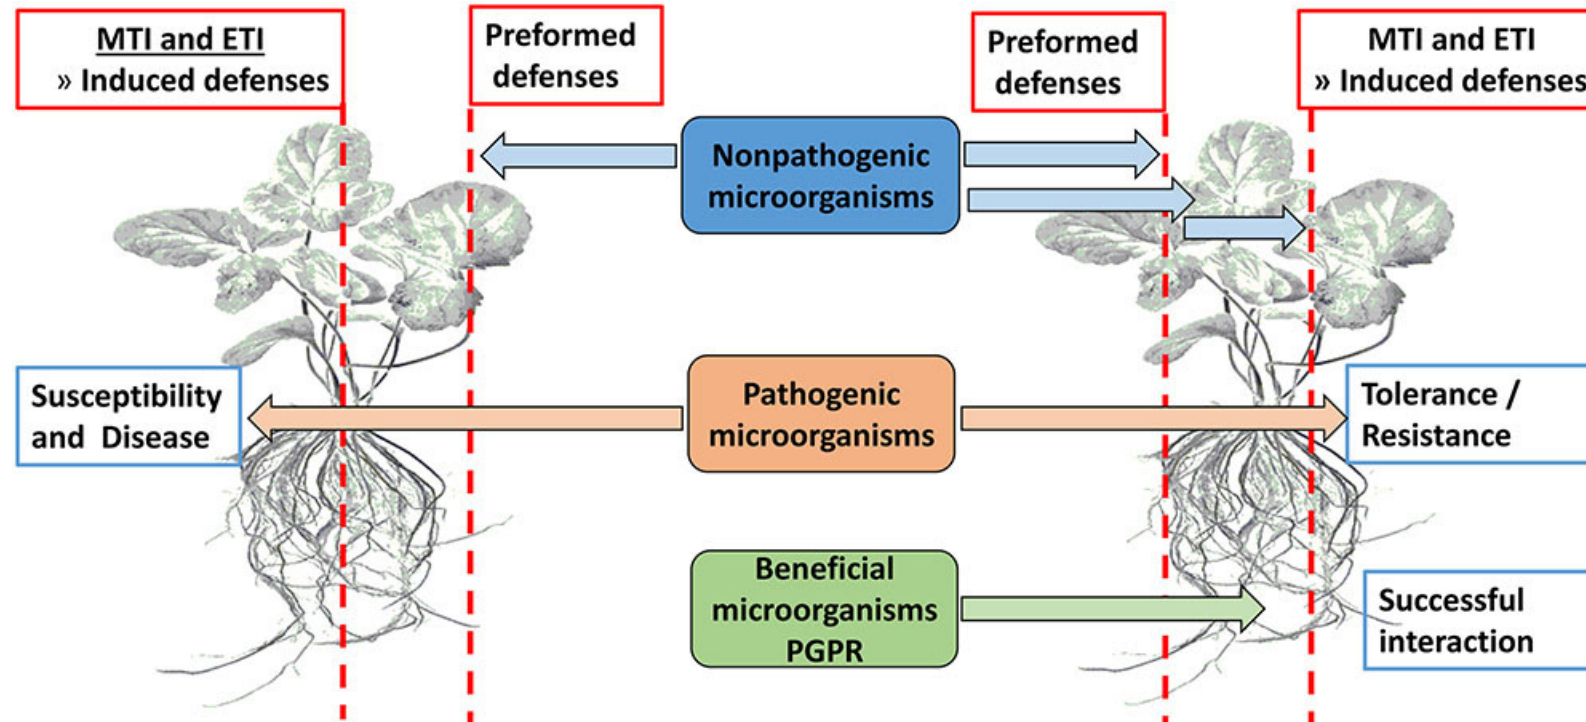 MTI and ETI
» Induced defenses
Preformed
defenses
Preformed
defenses
MTI and ETI
» Induced defenses
Nonpathogenic
microorganisms
Susceptibility
and Disease
Pathogenic
microorganisms
Tolerance /
Resistance
Beneficial
microorganisms
PGPR
Successful
interaction